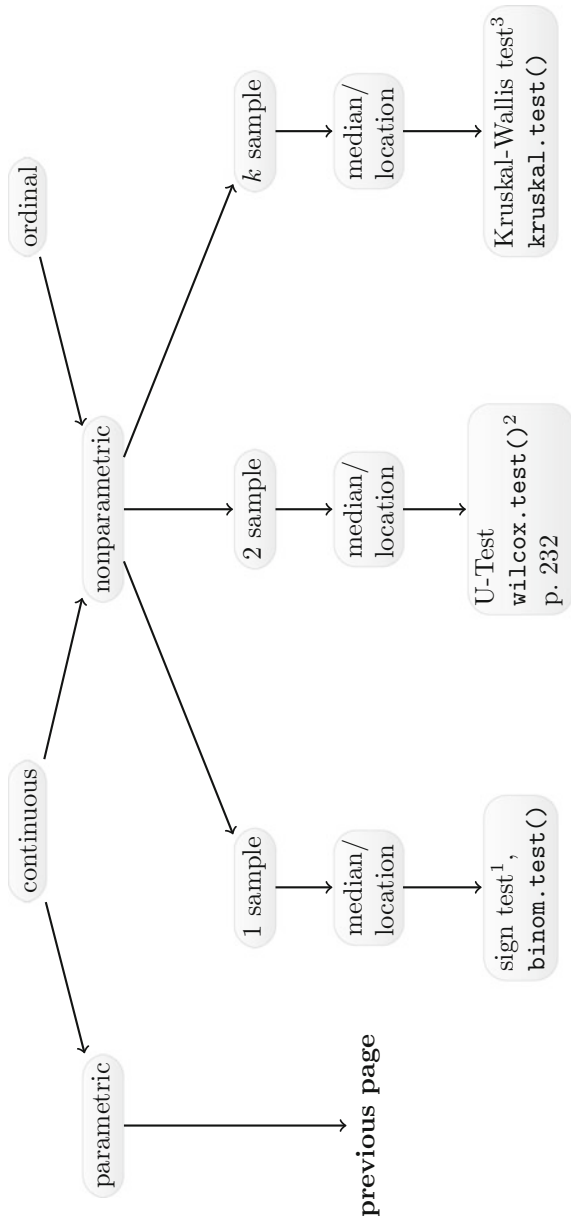 continuous
ordinal
parametric
nonparametric
1 sample
2 sample
k sample
previous page
median/
location
median/
location
median/
location
sign test¹,
binom.test()
U-Test
wilcox.test()²
p. 232
Kruskal-Wallis test³
kruskal.test()